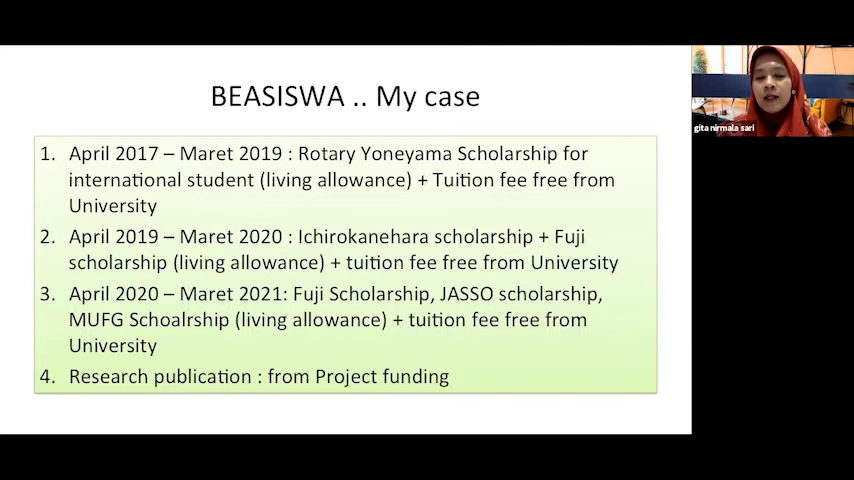 BEASISWA .. My case
1. April 2017 – Maret 2019 : Rotary Yoneyama Scholarship for
international student (living allowance) + Tuition fee free from
University
2. April 2019 – Maret 2020 : Ichirokanehara scholarship + Fuji
scholarship (living allowance) + tuition fee free from University
3. April 2020 – Maret 2021: Fuji Scholarship, JASSO scholarship,
MUFG Schoalrship (living allowance) + tuition fee free from
University
4. Research publication : from Project funding
gita nirmala sari